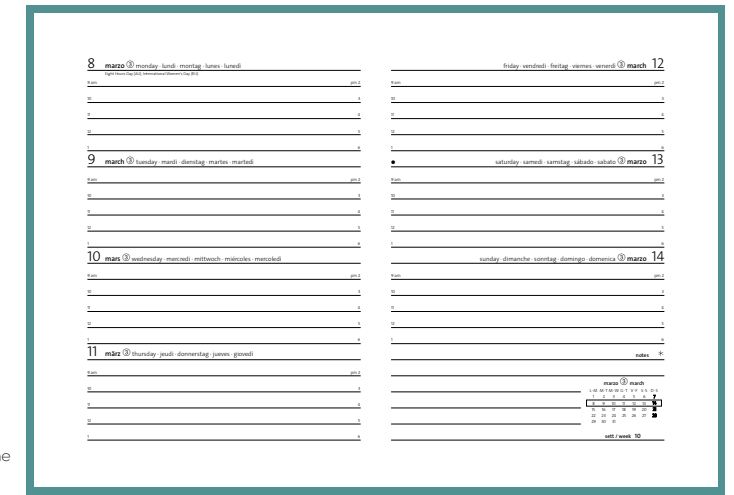 8 marzo ③ monday · lundi · montag · lunes · lunedì
Eight Hours Day (AU), International Women's Day (RU)
9 am pm 2
10 3
11 4
12 5
1 6
9 march ③ tuesday · mardi · dienstag · martes · martedì
9 am pm 2
10 3
11 4
12 5
1 6
10 mars ③ wednesday · mercredi · mittwoch · miércoles · mercoledì
9 am pm 2
10 3
11 4
12 5
1 6
11 märz ③ thursday · jeudi · donnerstag · jueves · giovedì
9 am pm 2
10 3
11 4
12 5
1 6
friday · vendredi · freitag · viernes · venerdì ③ march 12
9 am pm 2
10 3
11 4
12 5
1 6
● saturday · samedi · samstag · sábado · sabato ③ marzo 13
9 am pm 2
10 3
11 4
12 5
1 6
sunday · dimanche · sonntag · domingo · domenica ③ marzo 14
9 am pm 2
10 3
11 4
12 5
1 6
notes *
marzo ③ march
L-M M-T M-W G-T V-F S-S D-S
1 2 3 4 5 6 7
8 9 10 11 12 13 14
15 16 17 18 19 20 21
22 23 24 25 26 27 28
29 30 31
sett / week 10